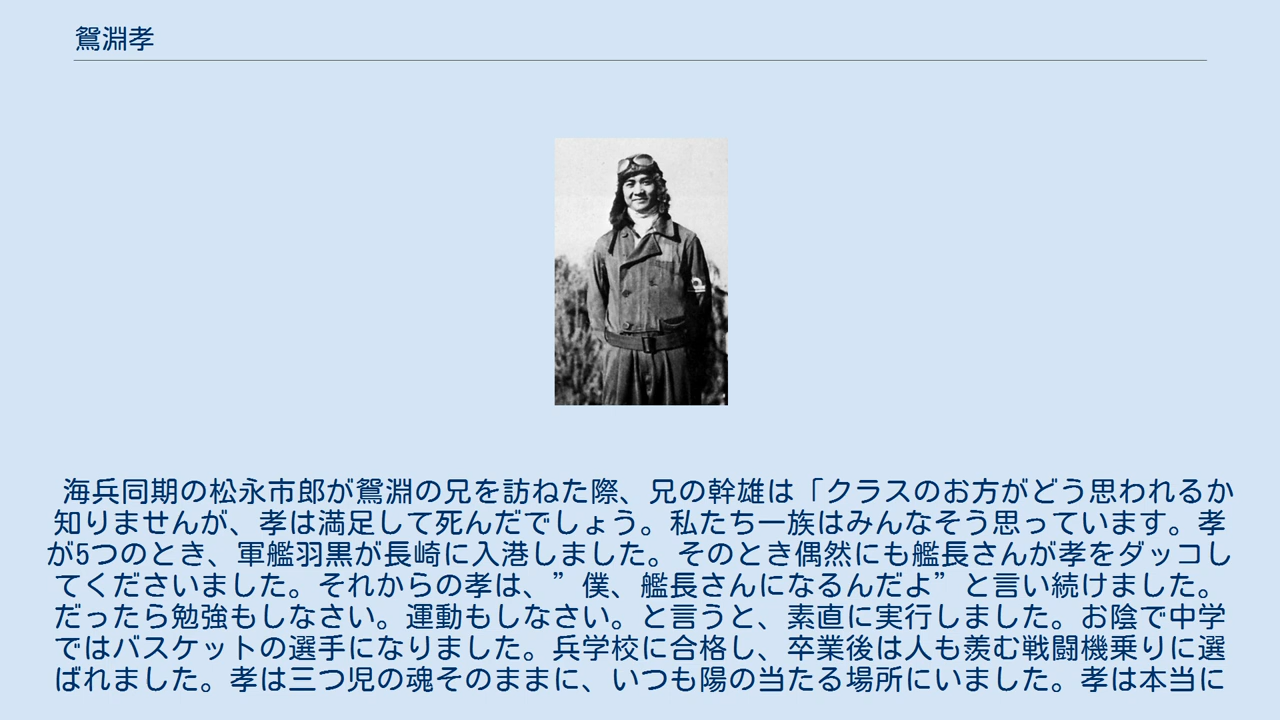 鴛淵孝
海兵同期の松永市郎が鴛淵の兄を訪ねた際、兄の幹雄は「クラスのお方がどう思われるか
知りませんが、孝は満足して死んだでしょう。私たち一族はみんなそう思っています。孝
が5つのとき、軍艦羽黒が長崎に入港しました。そのとき偶然にも艦長さんが孝をダッコし
てくださいました。それからの孝は、”僕、艦長さんになるんだよ”と言い続けました。
だったら勉強もしなさい。運動もしなさい。と言うと、素直に実行しました。お陰で中学
ではバスケットの選手になりました。兵学校に合格し、卒業後は人も羨む戦闘機乗りに選
ばれました。孝は三つ児の魂そのままに、いつも陽の当たる場所にいました。孝は本当に